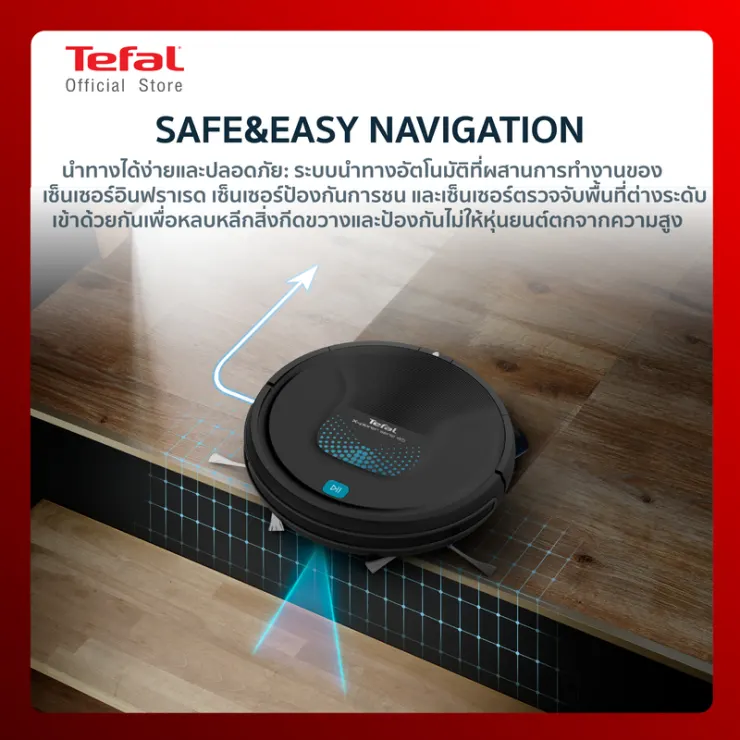 Tefal
Official Store
SAFE&EASY NAVIGATION
นำทางได้ง่ายและปลอดภัย: ระบบนำทางอัตโนมัติที่ผสานการทำงานของ
เซ็นเซอร์อินฟราเรด เซ็นเซอร์ป้องกันการชน และเซ็นเซอร์ตรวจจับพื้นที่ต่างระดับ
เข้าด้วยกันเพื่อหลบหลีกสิ่งกีดขวางและป้องกันไม่ให้หุ่นยนต์ตกจากความสูง
Tefal